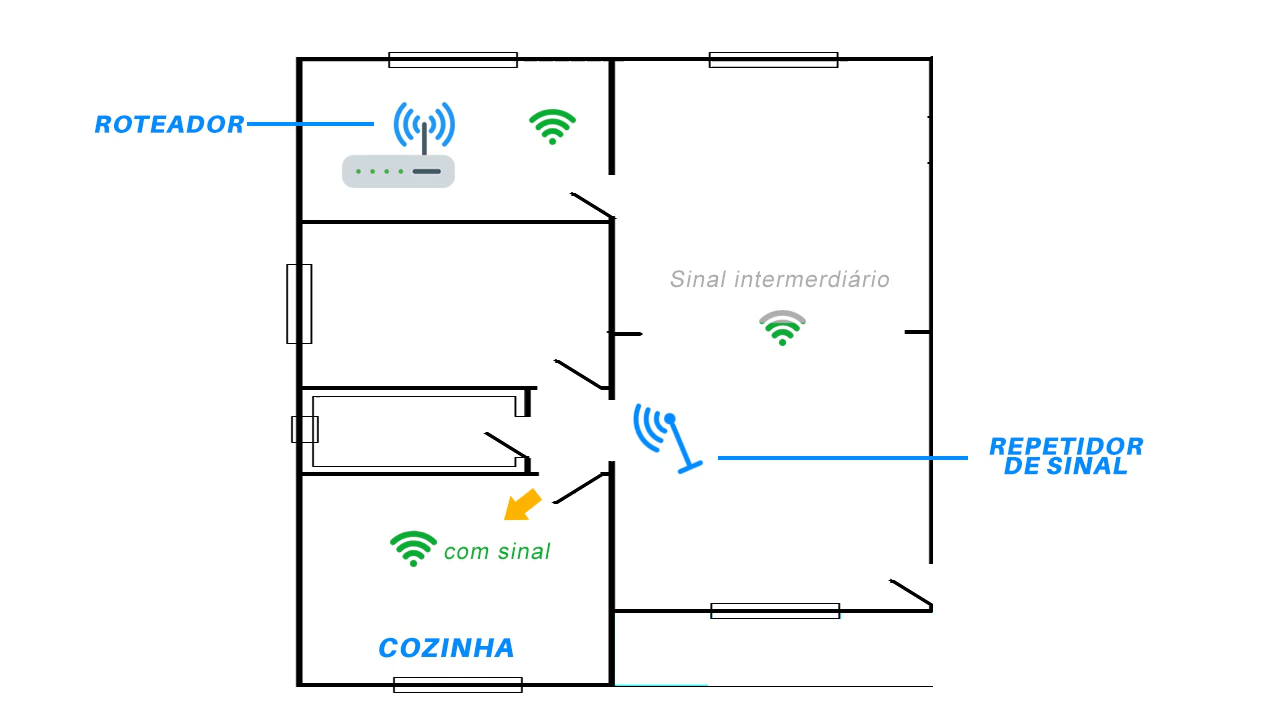 ROTEADOR
Sinal intermerdiário
REPETIDOR
DE SINAL
com sinal
COZINHA